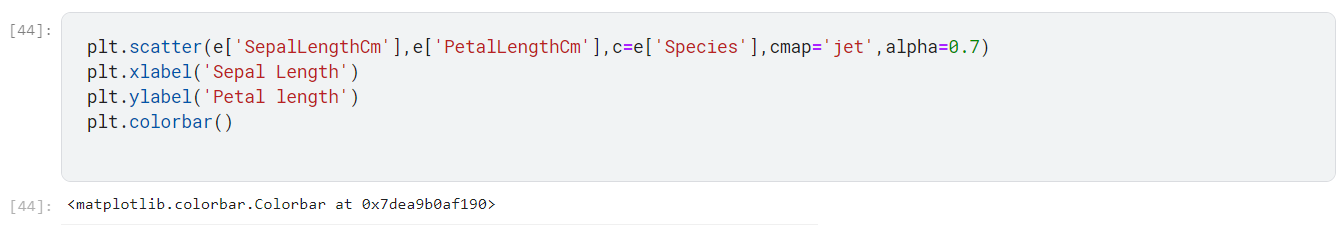 [44]:
plt.scatter(e['SepalLengthCm'],e['PetalLengthCm'],c=e['Species'],cmap='jet',alpha=0.7)
plt.xlabel('Sepal Length')
plt.ylabel('Petal length')
plt.colorbar()
[44]:
<matplotlib.colorbar.Colorbar at 0x7dea9b0af190>